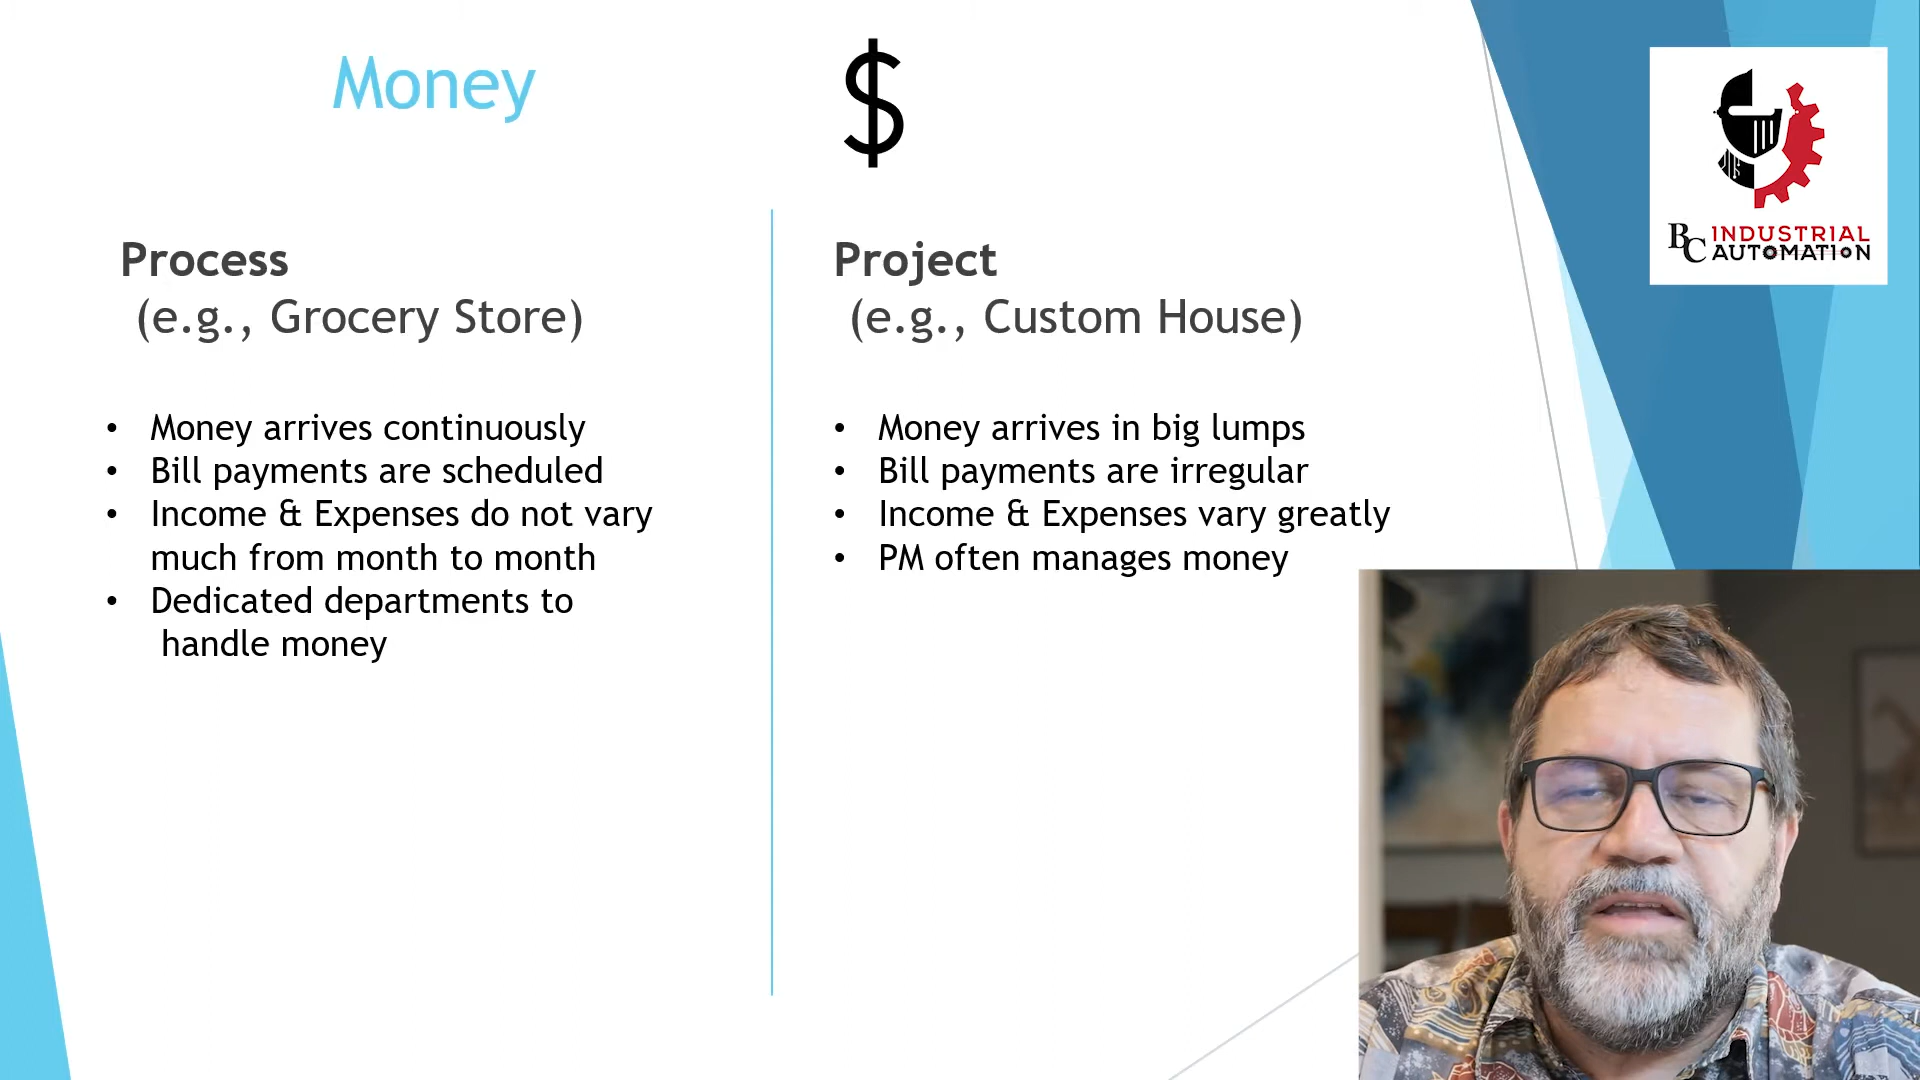 Money
$
BC INDUSTRIAL
AUTOMATION
Process
(e.g., Grocery Store)
• Money arrives continuously
• Bill payments are scheduled
• Income & Expenses do not vary
much from month to month
• Dedicated departments to
handle money
Project
(e.g., Custom House)
• Money arrives in big lumps
• Bill payments are irregular
• Income & Expenses vary greatly
• PM often manages money